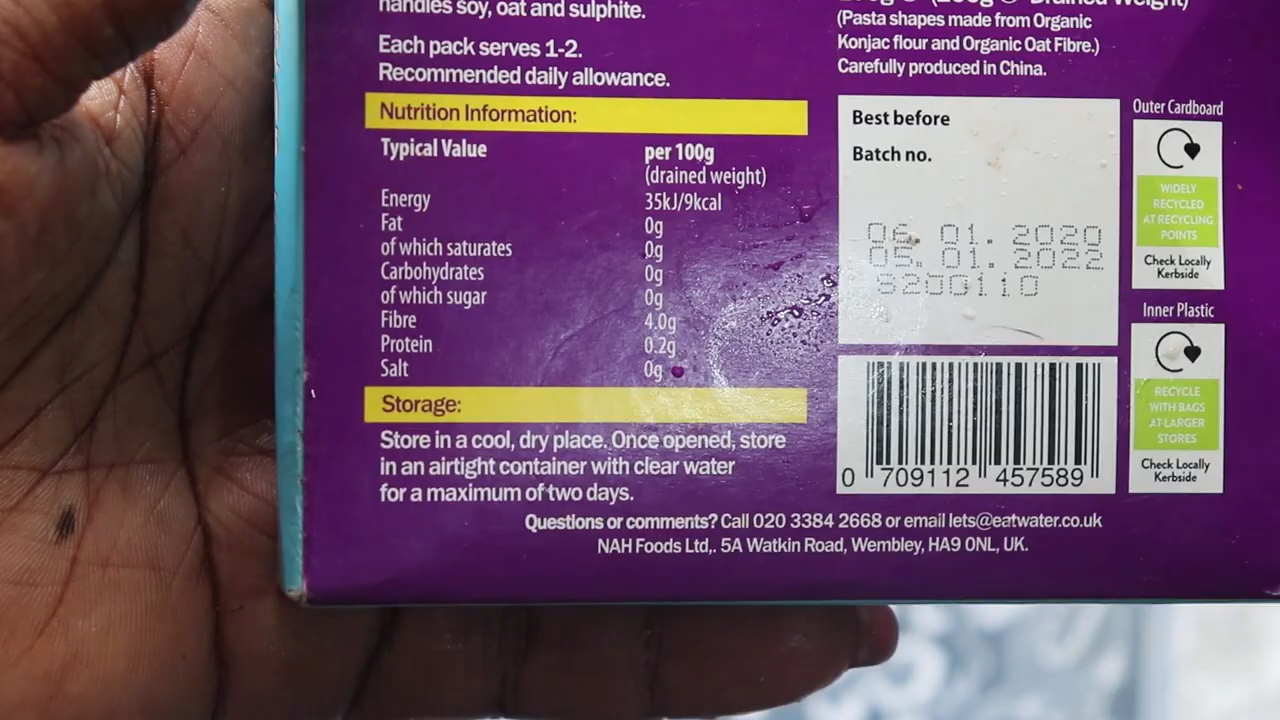 handles soy, oat and sulphite.
Each pack serves 1-2.
Recommended daily allowance.
Nutrition Information:
Typical Value per 100g
(drained weight)
Energy 35kJ/9kcal
Fat 0g
of which saturates 0g
Carbohydrates 0g
of which sugar 0g
Fibre 4.0g
Protein 0.2g
Salt 0g
Storage:
Store in a cool, dry place. Once opened, store
in an airtight container with clear water
for a maximum of two days.
Drained Weight)
(Pasta shapes made from Organic
Konjac flour and Organic Oat Fibre.)
Carefully produced in China.
Best before
Batch no.
06. 01. 2020
05. 01. 2022
8200110
0 709112 457589
Outer Cardboard
WIDELY
RECYCLED
AT RECYCLING
POINTS
Check Locally
Kerbside
Inner Plastic
RECYCLE
WITH BAGS
AT LARGER
STORES
Check Locally
Kerbside
Questions or comments? Call 020 3384 2668 or email lets@eatwater.co.uk
NAH Foods Ltd,. 5A Watkin Road, Wembley, HA9 0NL, UK.